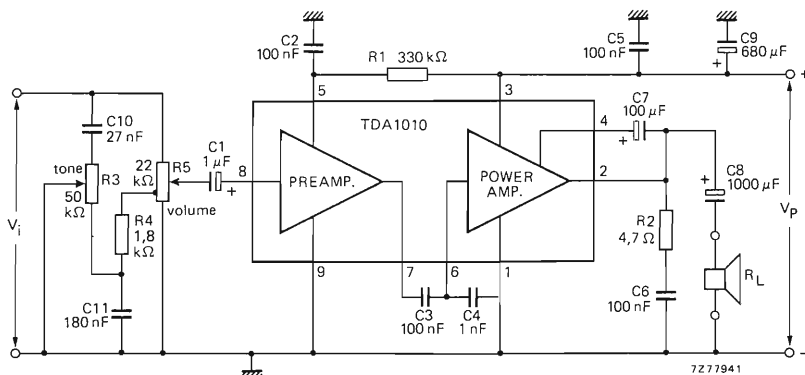 C2
100 nF
R1 330 kΩ
C5
100 nF
C9
680 μF
+
+
5
3
C7
100 μF
4
+
C10
27 nF
tone
R3
50
kΩ
22
kΩ
R5
volume
R4
1,8
kΩ
C11
180 nF
C1
1 μF
+
8
TDA1010
PREAMP.
POWER
AMP.
2
C8
1000 μF
+
R2
4,7 Ω
C6
100 nF
RL
Vi
VP
9
7
6
1
C3
100 nF
C4
1 nF
−
7Z77941